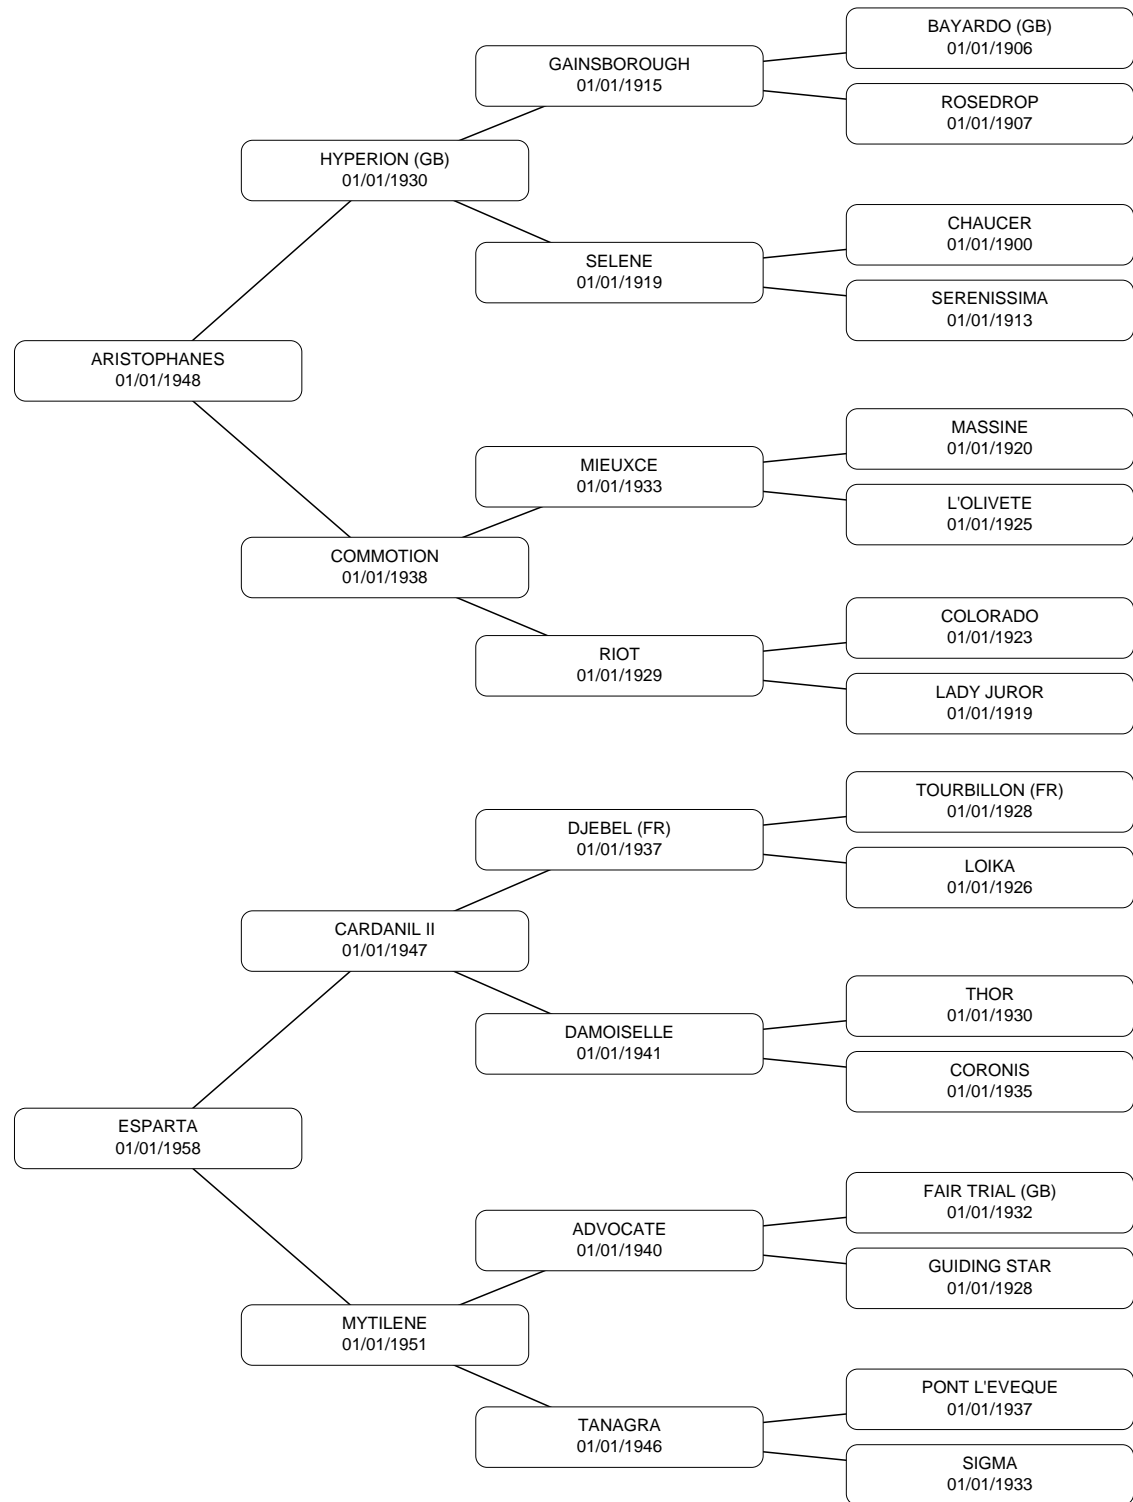 BAYARDO (GB)
01/01/1906
GAINSBOROUGH
01/01/1915
ROSEDROP
01/01/1907
HYPERION (GB)
01/01/1930
CHAUCER
01/01/1900
SELENE
01/01/1919
SERENISSIMA
01/01/1913
ARISTOPHANES
01/01/1948
MASSINE
01/01/1920
MIEUXCE
01/01/1933
L'OLIVETE
01/01/1925
COMMOTION
01/01/1938
COLORADO
01/01/1923
RIOT
01/01/1929
LADY JUROR
01/01/1919
TOURBILLON (FR)
01/01/1928
DJEBEL (FR)
01/01/1937
LOIKA
01/01/1926
CARDANIL II
01/01/1947
THOR
01/01/1930
DAMOISELLE
01/01/1941
CORONIS
01/01/1935
ESPARTA
01/01/1958
FAIR TRIAL (GB)
01/01/1932
ADVOCATE
01/01/1940
GUIDING STAR
01/01/1928
MYTILENE
01/01/1951
PONT L'EVEQUE
01/01/1937
TANAGRA
01/01/1946
SIGMA
01/01/1933